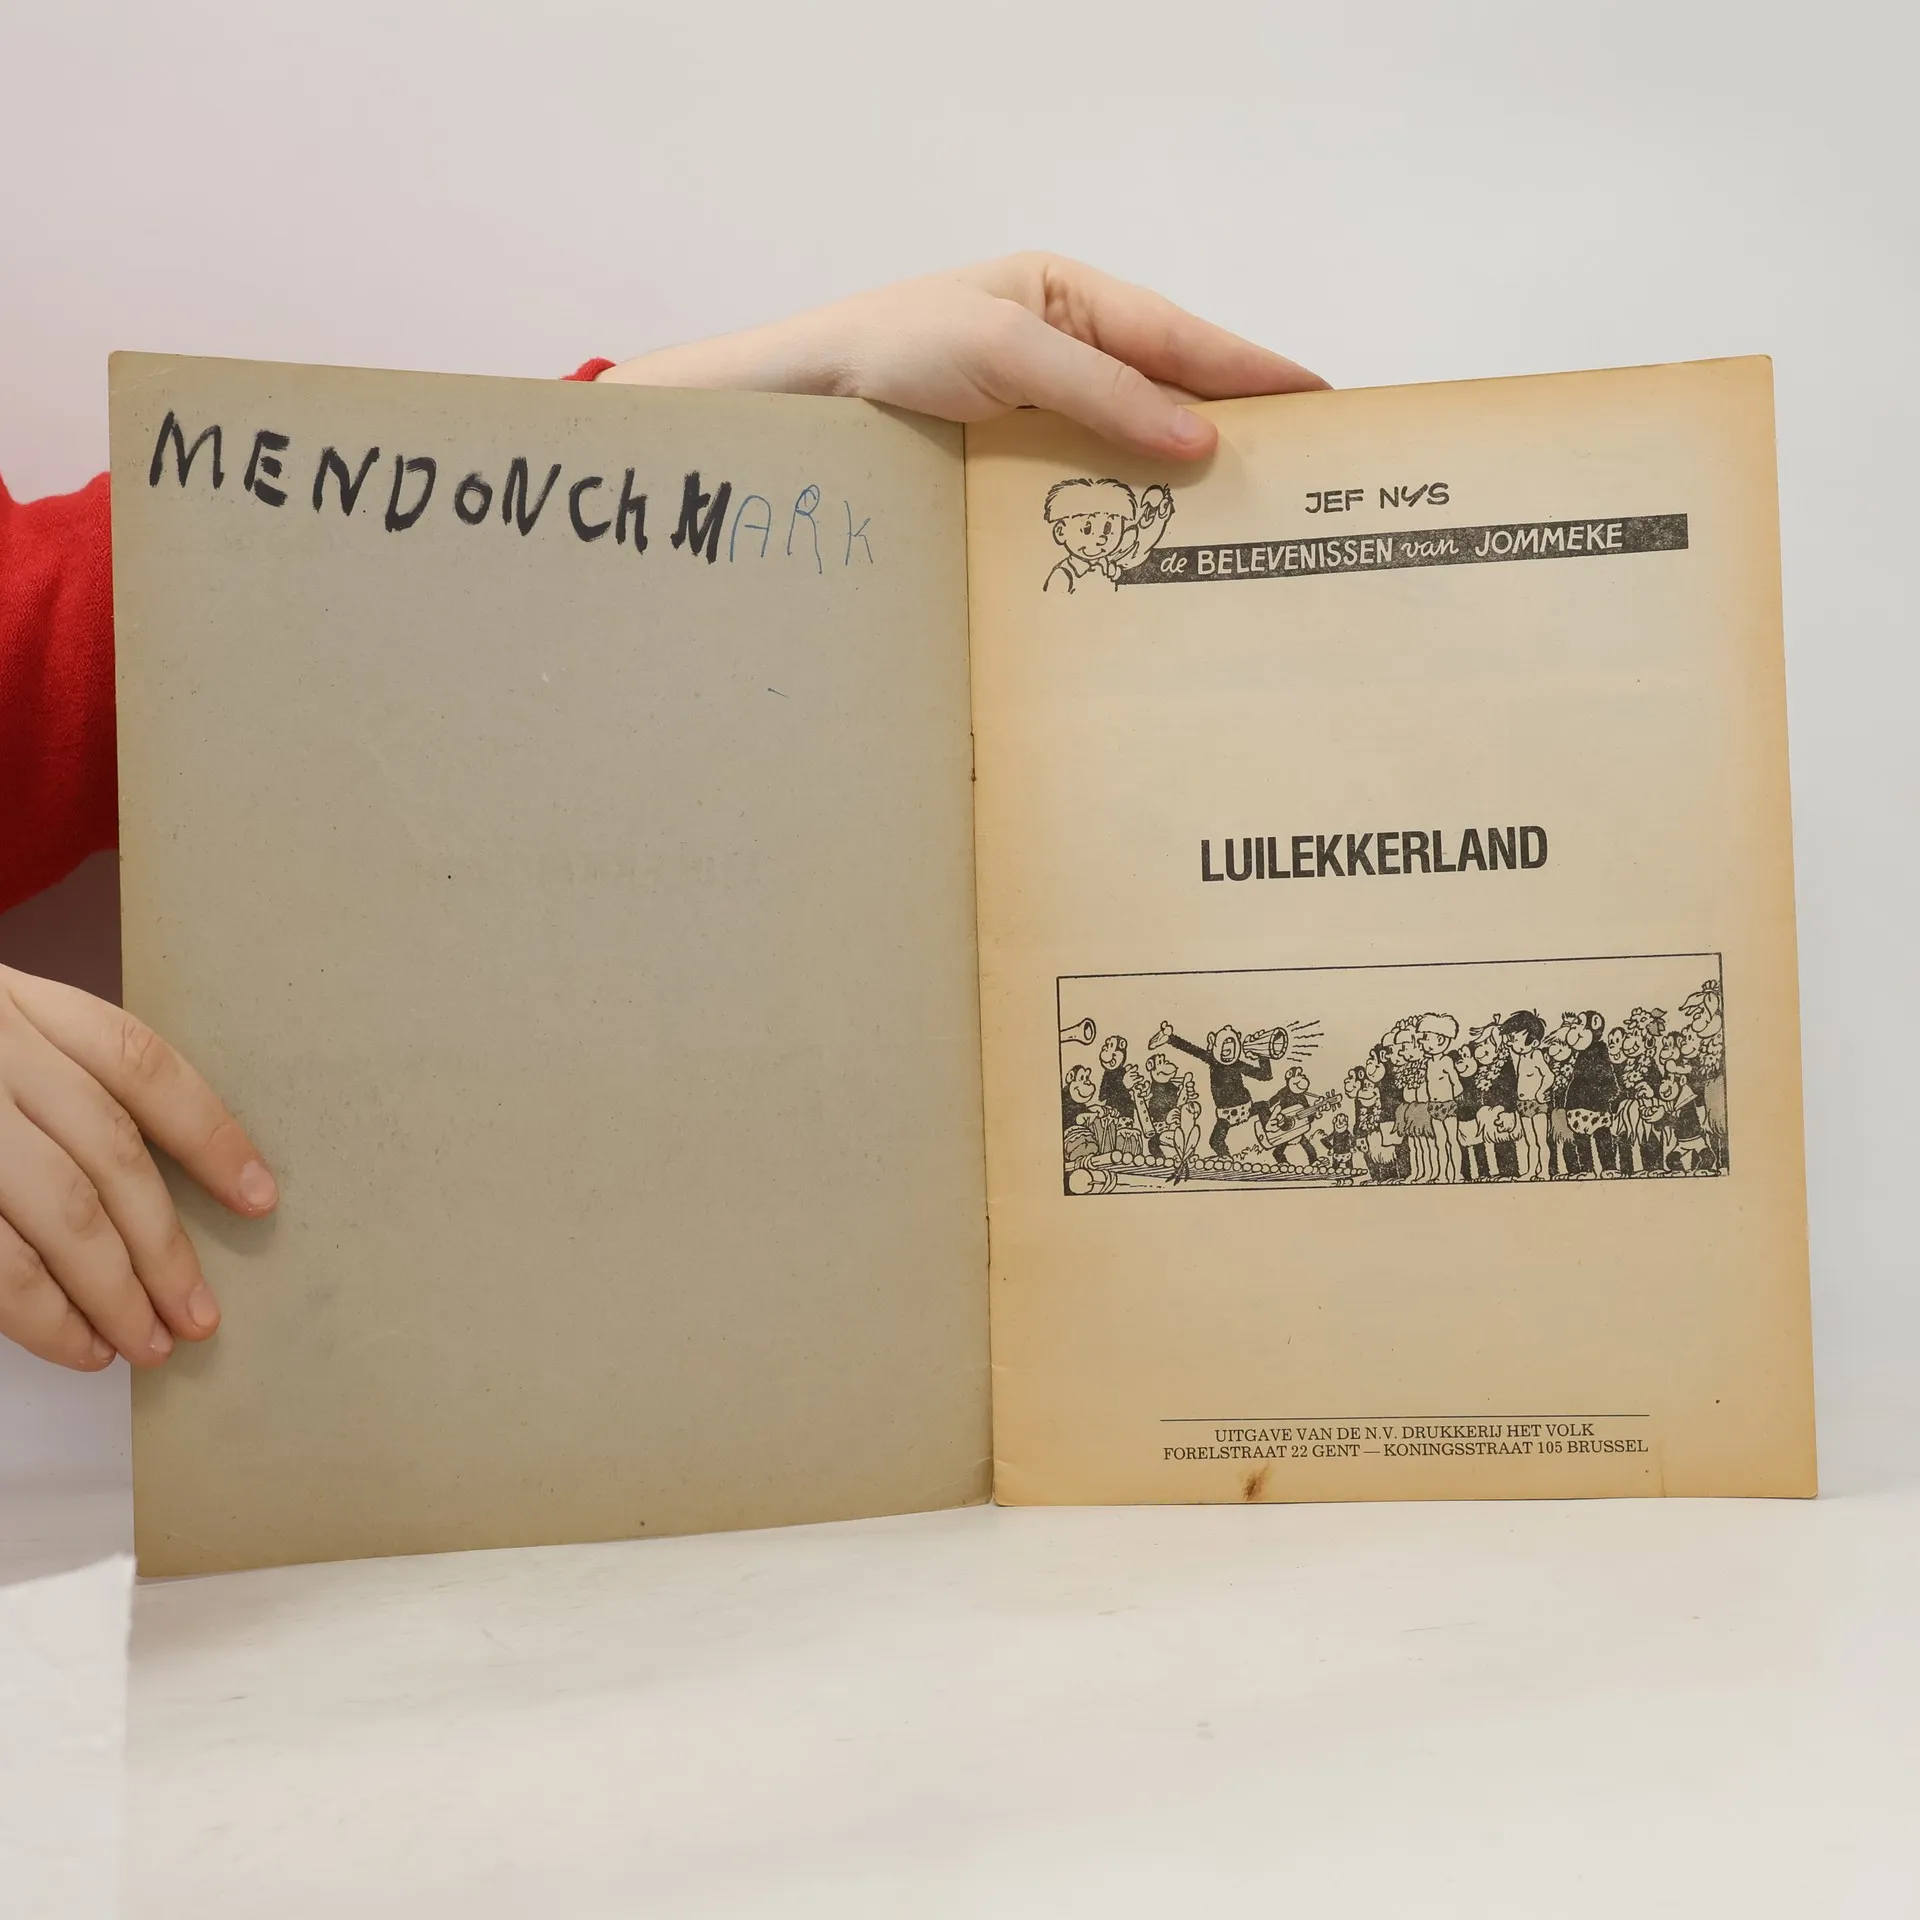 MENDONCh MARK
JEF NYS
de BELEVENISSEN van JOMMEKE
LUILEKKERLAND
UITGAVE VAN DE N.V. DRUKKERIJ HET VOLK
FORELSTRAAT 22 GENT — KONINGSSTRAAT 105 BRUSSEL